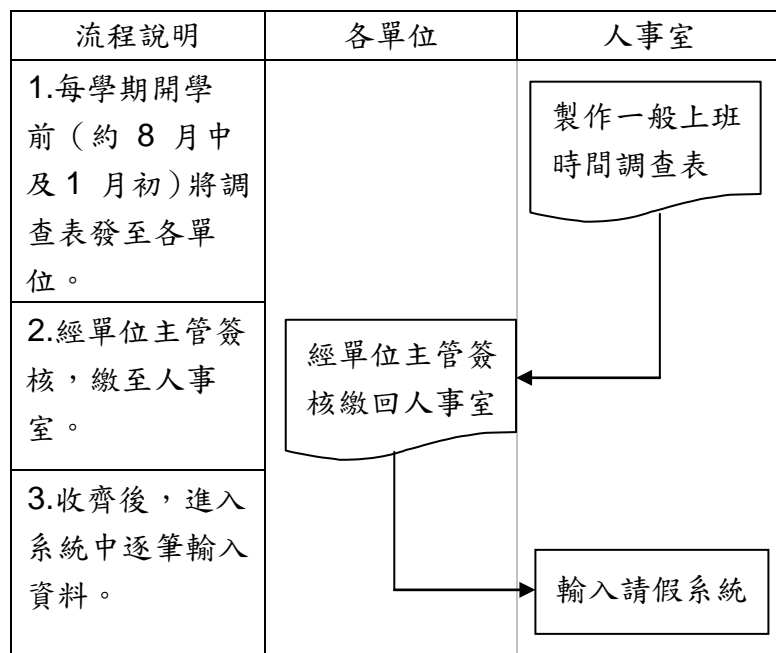 流程說明
各單位
人事室
1.每學期開學
前（約 8 月中
及 1 月初）將調
查表發至各單
位。
製作一般上班
時間調查表
2.經單位主管簽
核，繳至人事
室。
經單位主管簽
核繳回人事室
3.收齊後，進入
系統中逐筆輸入
資料。
輸入請假系統